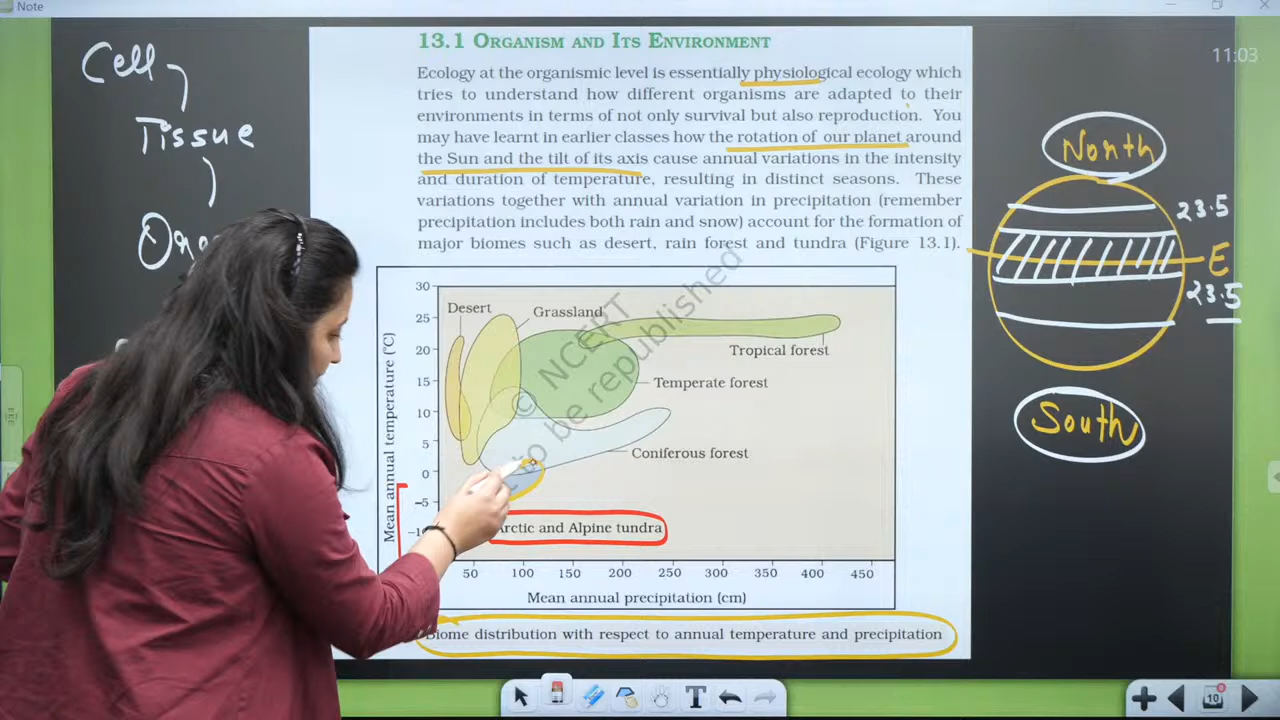 Note
11:03
Cell
Tissue
13.1 ORGANISM AND ITS ENVIRONMENT
Ecology at the organismic level is essentially physiological ecology which
tries to understand how different organisms are adapted to their
environments in terms of not only survival but also reproduction. You
may have learnt in earlier classes how the rotation of our planet around
the Sun and the tilt of its axis cause annual variations in the intensity
and duration of temperature, resulting in distinct seasons. These
variations together with annual variation in precipitation (remember
precipitation includes both rain and snow) account for the formation of
major biomes such as desert, rain forest and tundra (Figure 13.1).
Mean annual temperature (°C)
30
25
20
15
10
5
0
-5
Desert
Grassland
Tropical forest
Temperate forest
Coniferous forest
Arctic and Alpine tundra
© NCERT
to be republished
50 100 150 200 250 300 350 400 450
Mean annual precipitation (cm)
Biome distribution with respect to annual temperature and precipitation
North
23.5
E
23.5
South
T
10